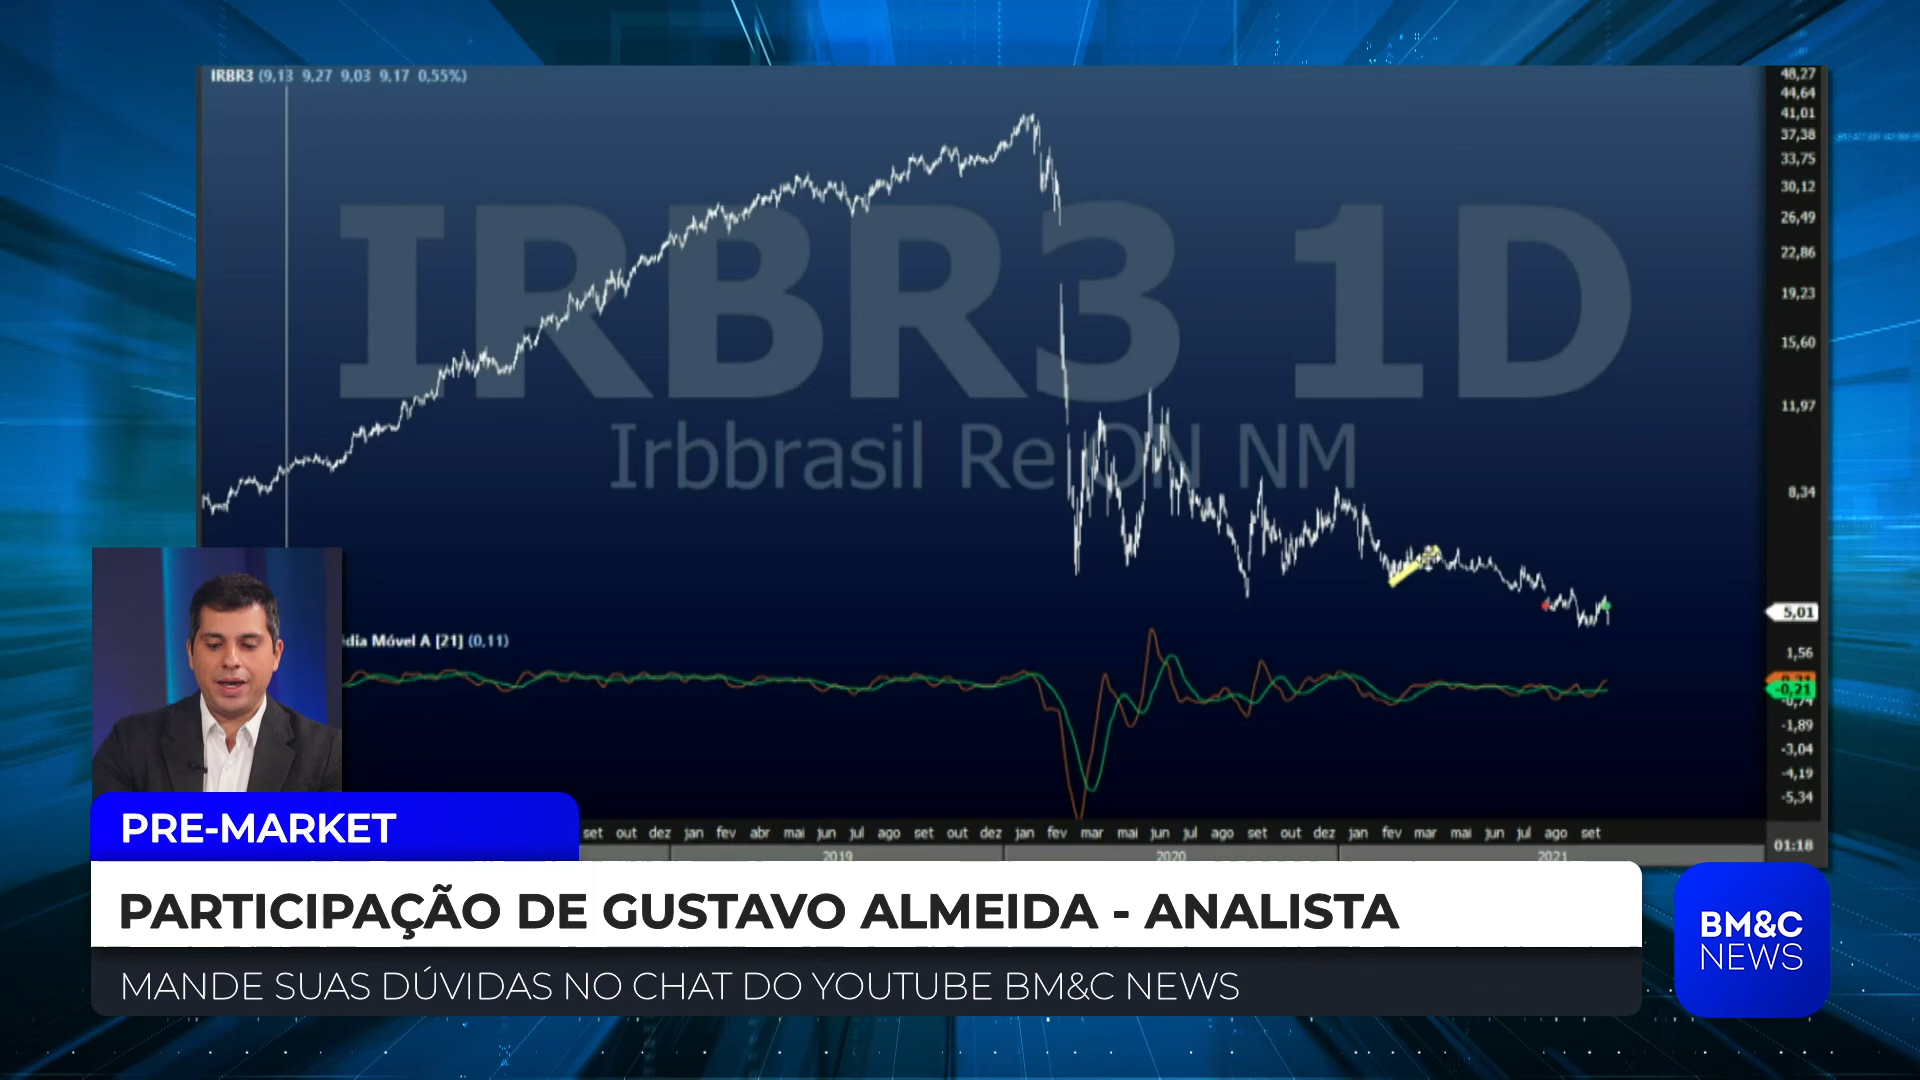 IRBR3 (9,13 9,27 9,03 9,17 0,55%)
48,27
44,64
41,01
37,38
33,75
30,12
26,49
22,86
19,23
15,60
11,97
8,34
5,01
IRBR3 1D
Irbbrasil Re ON NM
dia Móvel A [21] (0,11)
1,56
-0,21
-0,74
-1,89
-3,04
-4,19
-5,34
set out dez jan fev abr mai jun jul ago set out dez jan fev mar mai jun jul ago set out dez jan fev mar mai jun jul ago set
2019 2020 2021
01:18
PRE-MARKET
PARTICIPAÇÃO DE GUSTAVO ALMEIDA - ANALISTA
MANDE SUAS DÚVIDAS NO CHAT DO YOUTUBE BM&C NEWS
BM&C
NEWS